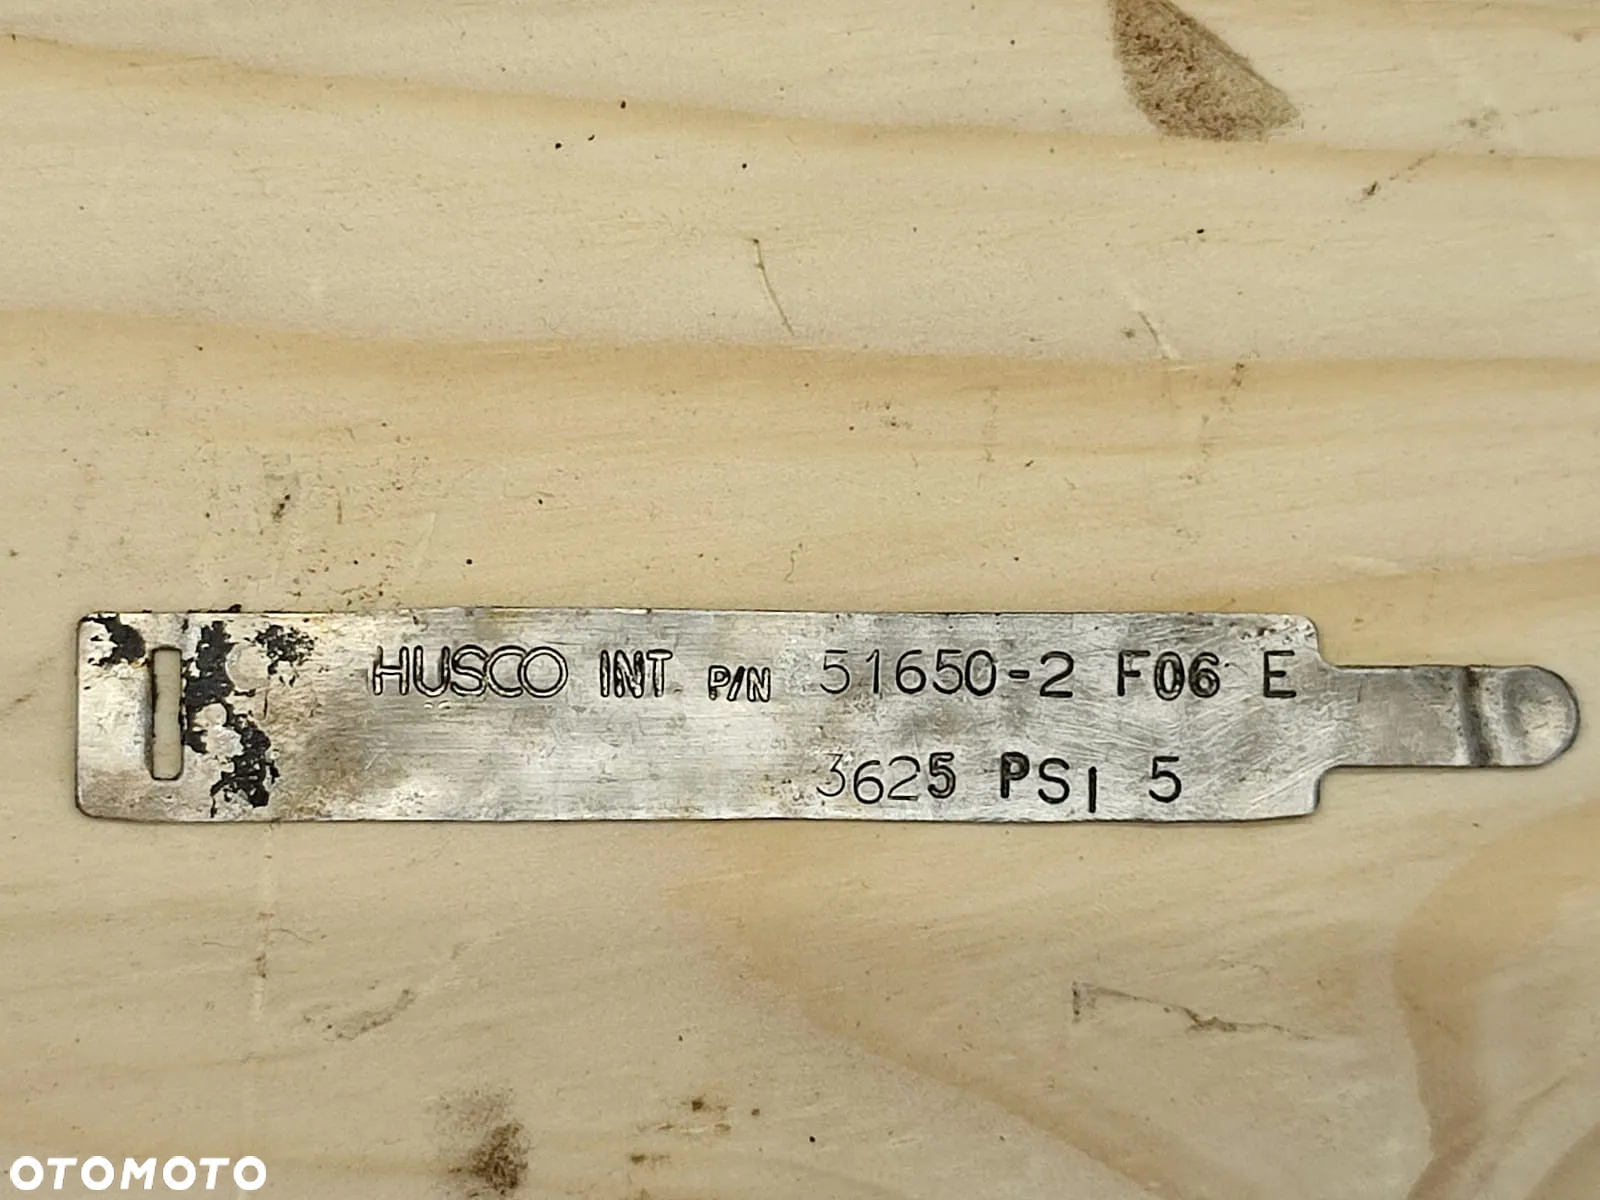 HUSCO INT P/N 51650-2 F06 E
3625 PSI 5
OTOMOTO